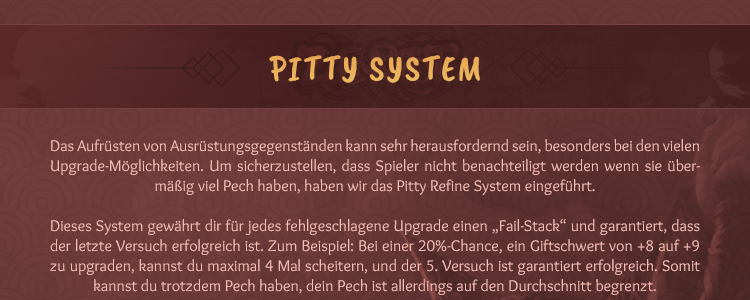 PITTY SYSTEM
Das Aufrüsten von Ausrüstungsgegenständen kann sehr herausfordernd sein, besonders bei den vielen
Upgrade-Möglichkeiten. Um sicherzustellen, dass Spieler nicht benachteiligt werden wenn sie über-
mäßig viel Pech haben, haben wir das Pitty Refine System eingeführt.
Dieses System gewährt dir für jedes fehlgeschlagene Upgrade einen „Fail-Stack“ und garantiert, dass
der letzte Versuch erfolgreich ist. Zum Beispiel: Bei einer 20%-Chance, ein Giftschwert von +8 auf +9
zu upgraden, kannst du maximal 4 Mal scheitern, und der 5. Versuch ist garantiert erfolgreich. Somit
kannst du trotzdem Pech haben, dein Pech ist allerdings auf den Durchschnitt begrenzt.